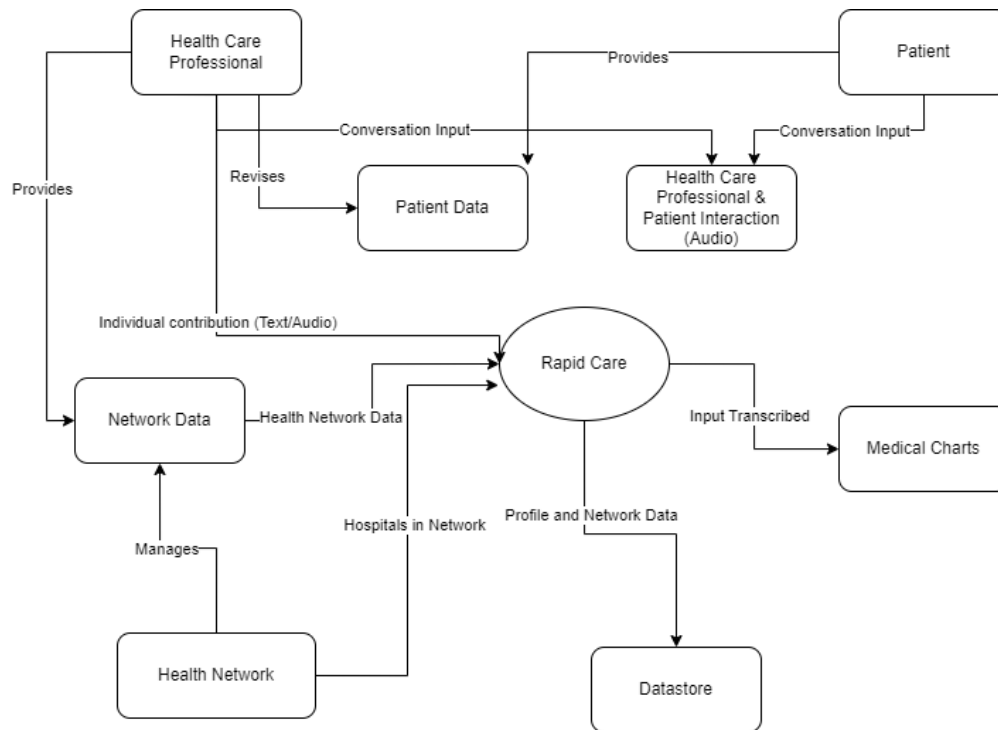 Health Care
Professional
Patient
Provides
Conversation Input
Conversation Input
Provides
Revises
Patient Data
Health Care
Professional &
Patient Interaction
(Audio)
Individual contribution (Text/Audio)
Rapid Care
Network Data
Health Network Data
Input Transcribed
Medical Charts
Hospitals in Network
Profile and Network Data
Manages
Health Network
Datastore